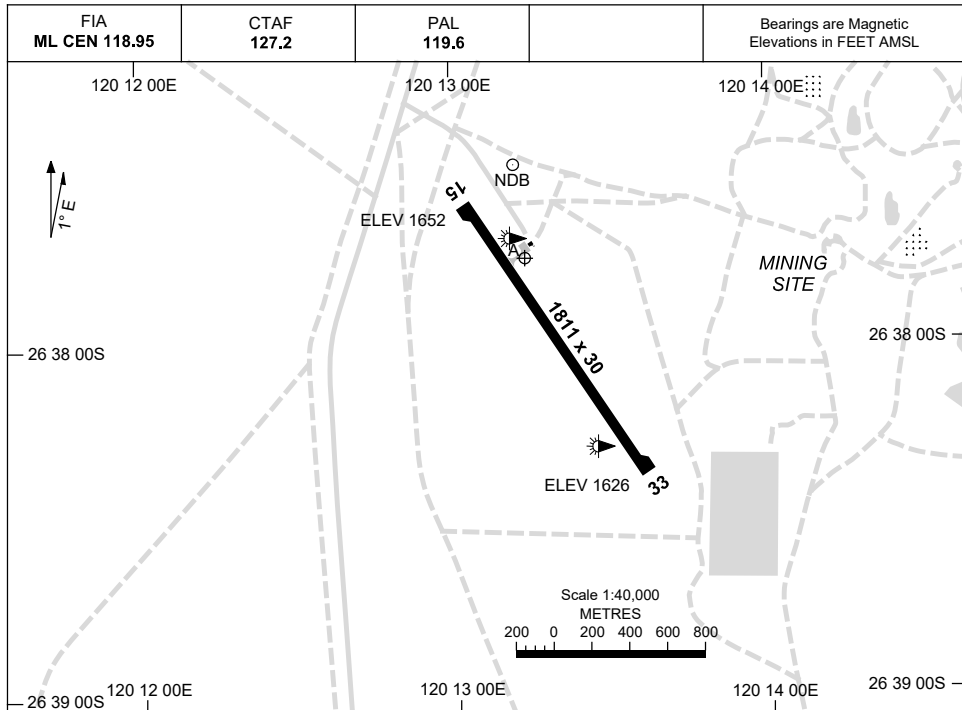 FIA
ML CEN 118.95
CTAF
127.2
PAL
119.6
Bearings are Magnetic
Elevations in FEET AMSL
120 12 00E
120 13 00E
120 14 00E
1° E
NDB
15
ELEV 1652
A
MINING
SITE
1811 x 30
26 38 00S
26 38 00S
ELEV 1626
33
Scale 1:40,000
METRES
200 0 200 400 600 800
120 12 00E
120 13 00E
120 14 00E
26 39 00S
26 39 00S